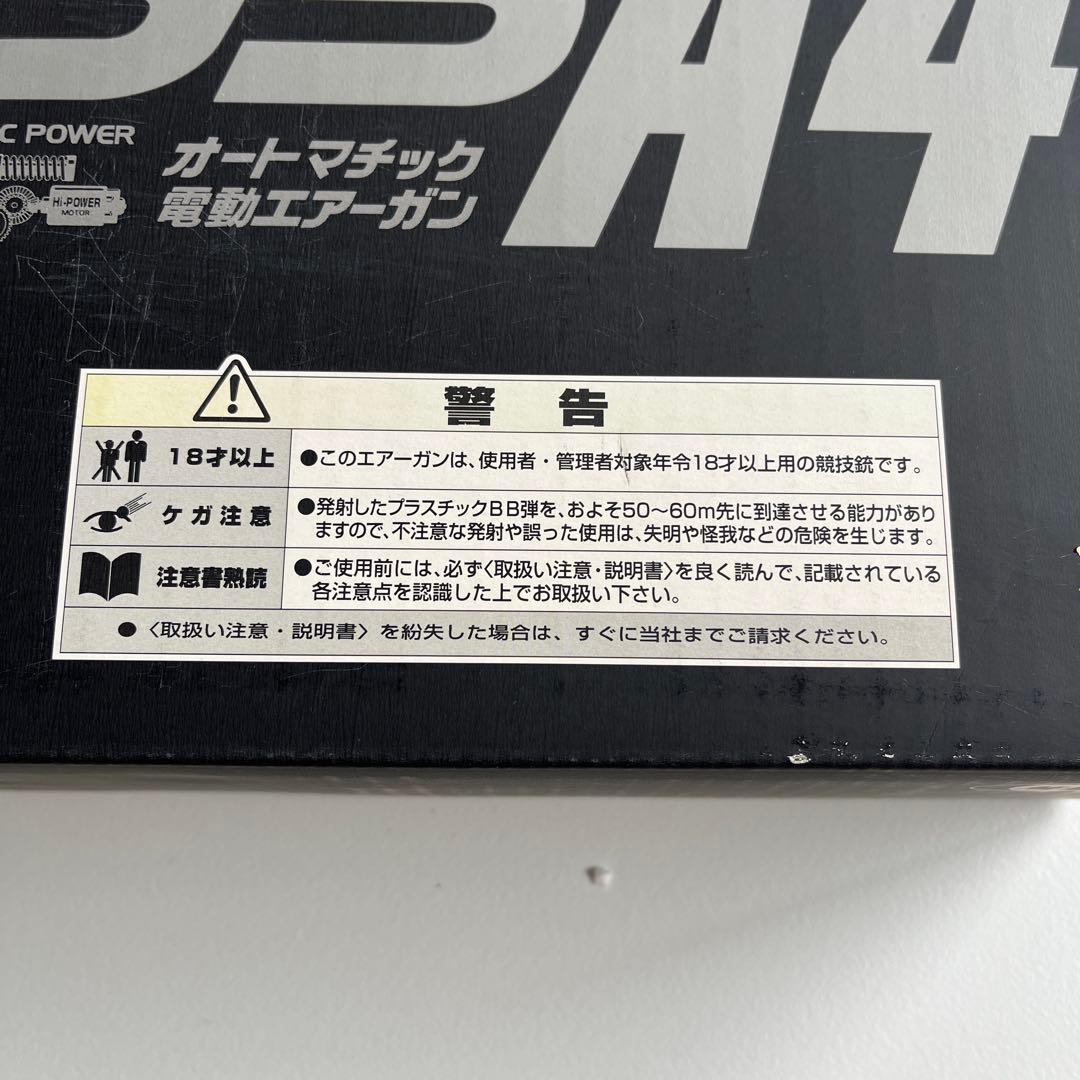 A4
C POWER
Hi-POWER
MOTOR
オートマチック
電動エアーガン
警告
18才以上
●このエアーガンは、使用者・管理者対象年令18才以上用の競技銃です。
ケガ注意
●発射したプラスチックBB弾を、およそ50〜60m先に到達させる能力があり
ますので、不注意な発射や誤った使用は、失明や怪我などの危険を生じます。
注意書熟読
●ご使用前には、必ず〈取扱い注意・説明書〉を良く読んで、記載されている
各注意点を認識した上でお取扱い下さい。
●〈取扱い注意・説明書〉を紛失した場合は、すぐに当社までご請求ください。